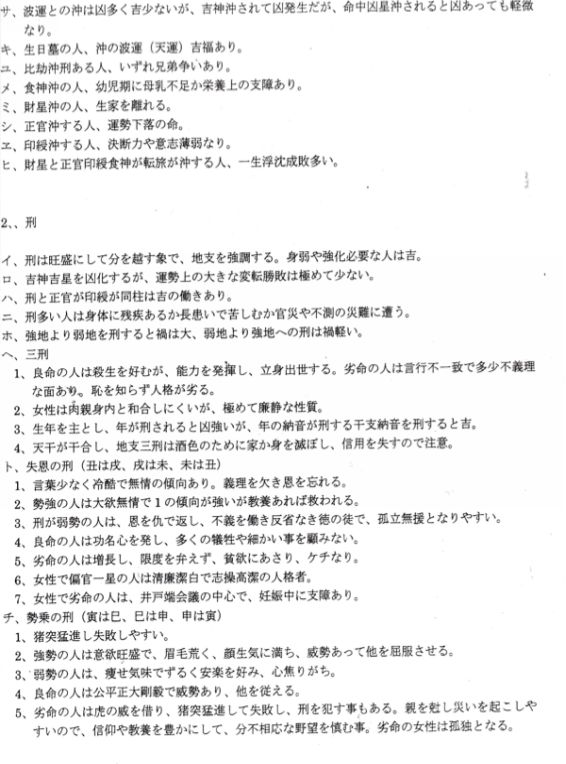 サ、波運との沖は凶多く吉少ないが、吉神沖されて凶発生だが、命中凶星沖されると凶あっても軽微
なり。
キ、生日墓の人、沖の波運（天運）吉福あり。
ユ、比劫沖刑ある人、いずれ兄弟争いあり。
メ、食神沖の人、幼児期に母乳不足か栄養上の支障あり。
ミ、財星沖の人、生家を離れる。
シ、正官沖する人、運勢下落の命。
ヱ、印綬沖する人、決断力や意志薄弱なり。
ヒ、財星と正官印綬食神が転旅が沖する人、一生浮沈成敗多い。
2、、刑
イ、刑は旺盛にして分を越す象で、地支を強調する。身弱や強化必要な人は吉。
ロ、吉神吉星を凶化するが、運勢上の大きな変転勝敗は極めて少ない。
ハ、刑と正官が印綬が同柱は吉の働きあり。
ニ、刑多い人は身体に残疾あるか長患いで苦しむか官災や不測の災難に遭う。
ホ、強地より弱地を刑すると禍は大、弱地より強地への刑は禍軽い。
ヘ、三刑
1、良命の人は殺生を好むが、能力を発揮し、立身出世する。劣命の人は言行不一致で多少不義理
な面あり。恥を知らず人格が劣る。
2、女性は肉親身内と和合しにくいが、極めて廉静な性質。
3、生年を主とし、年が刑されると凶強いが、年の納音が刑する干支納音を刑すると吉。
4、天干が干合し、地支三刑は酒色のために家か身を滅ぼし、信用を失すので注意。
ト、失恩の刑（丑は戌、戌は未、未は丑）
1、言葉少なく冷酷で無情の傾向あり。義理を欠き恩を忘れる。
2、勢強の人は大欲無情で１の傾向が強いが教養あれば救われる。
3、刑が弱勢の人は、恩を仇で返し、不義を働き反省なき徳の徒で、孤立無援となりやすい。
4、良命の人は功名心を発し、多くの犠牲や細かい事を顧みない。
5、劣命の人は増長し、限度を弁えず、貪欲にあさり、ケチなり。
6、女性で偏官一星の人は清廉潔白で志操高潔の人格者。
7、女性で劣命の人は、井戸端会議の中心で、妊娠中に支障あり。
チ、勢乗の刑（寅は巳、巳は申、申は寅）
1、猪突猛進し失敗しやすい。
2、強勢の人は意欲旺盛で、眉毛荒く、顔生気に満ち、威勢あって他を屈服させる。
3、弱勢の人は、痩せ気味でずるく安楽を好み、心焦りがち。
4、良命の人は公平正大剛毅で威勢あり、他を従える。
5、劣命の人は虎の威を借り、猪突猛進して失敗し、刑を犯す事もある。親を尅し災いを起こしや
すいので、信仰や教養を豊かにして、分不相応な野望を慎む事。劣命の女性は孤独となる。